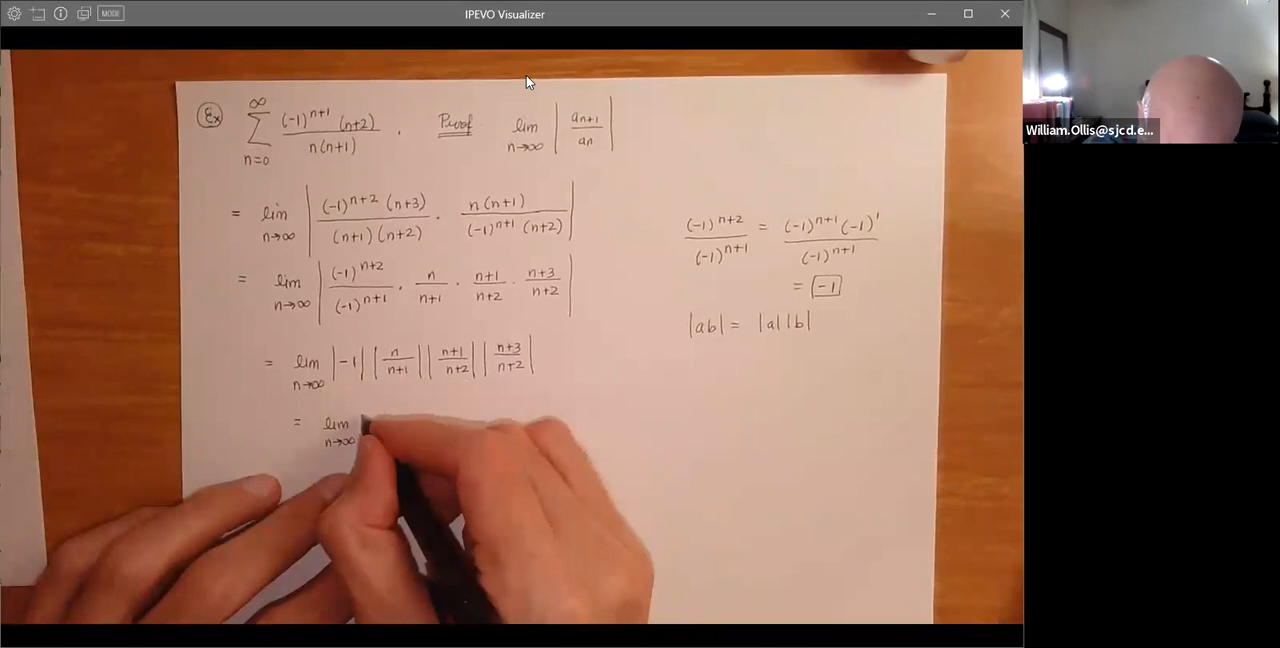 MODE
IPEVO Visualizer
William.Ollis@sjcd.e...
Ex ∑_{n=0}^{∞} (-1)^{n+1} (n+2) / n(n+1) . Proof lim_{n→∞} | a_{n+1} / a_n |
= lim_{n→∞} | (-1)^{n+2} (n+3) / (n+1)(n+2) · n(n+1) / (-1)^{n+1} (n+2) |
= lim_{n→∞} | (-1)^{n+2} / (-1)^{n+1} · n / n+1 · n+1 / n+2 · n+3 / n+2 |
= lim_{n→∞} |-1| | n / n+1 | | n+1 / n+2 | | n+3 / n+2 |
= lim_{n→∞}
(-1)^{n+2} / (-1)^{n+1} = (-1)^{n+1} (-1)^1 / (-1)^{n+1}
= -1
|ab| = |a||b|